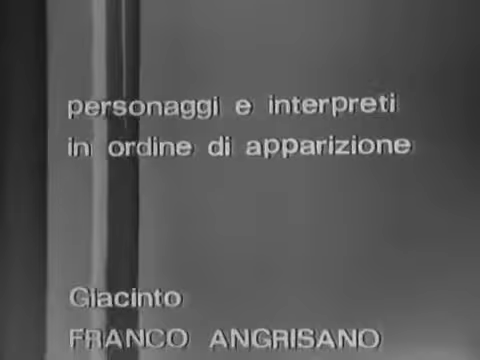 personaggi e interpreti
in ordine di apparizione
Giacinto
FRANCO ANGRISANO